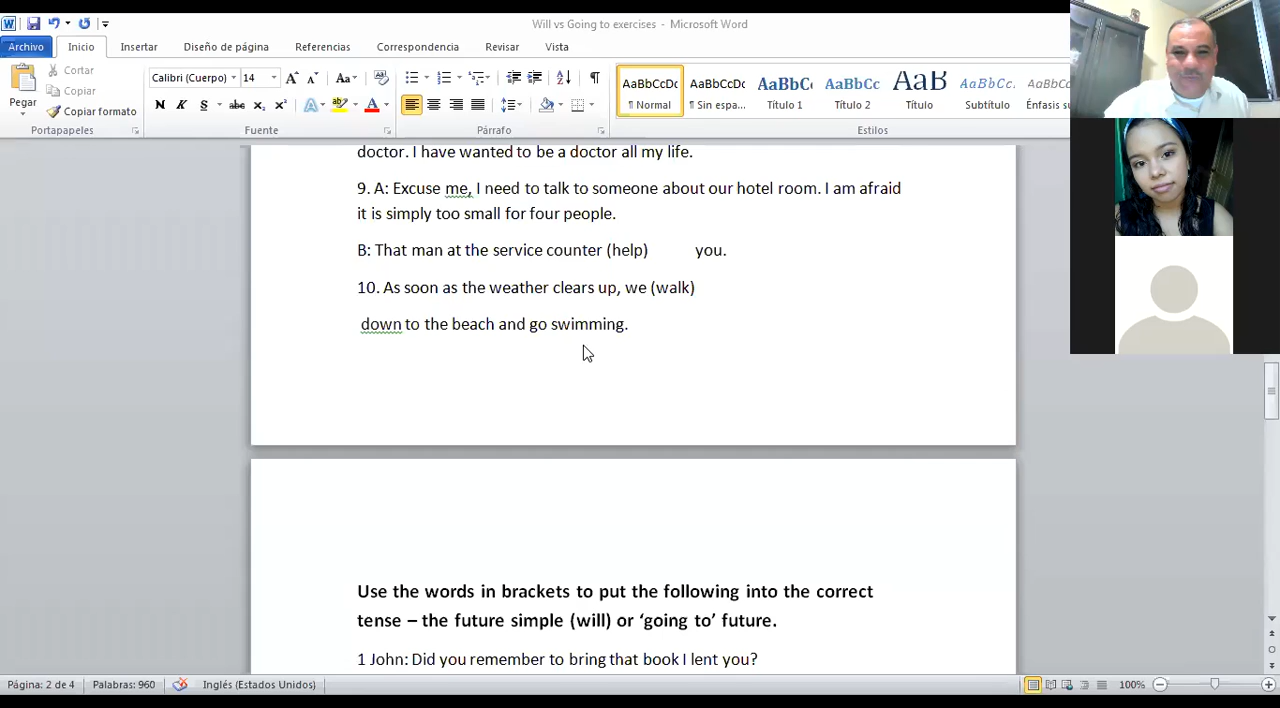 Will vs Going to exercises - Microsoft Word
Archivo Inicio Insertar Diseño de página Referencias Correspondencia Revisar Vista
Pegar
Cortar
Copiar
Copiar formato
Portapapeles
Calibri (Cuerpo) 14
N K S abc x₂ x²
Fuente
Párrafo
AaBbCcDc AaBbCcDc AaBbC AaBbCc AaB AaBbCc. AaBbCcD
¶ Normal ¶ Sin espa... Título 1 Título 2 Título Subtítulo Énfasis su
Estilos
doctor. I have wanted to be a doctor all my life.
9. A: Excuse me, I need to talk to someone about our hotel room. I am afraid
it is simply too small for four people.
B: That man at the service counter (help) you.
10. As soon as the weather clears up, we (walk)
down to the beach and go swimming.
Use the words in brackets to put the following into the correct
tense – the future simple (will) or ‘going to’ future.
1 John: Did you remember to bring that book I lent you?
Página: 2 de 4 Palabras: 960 Inglés (Estados Unidos) 100%